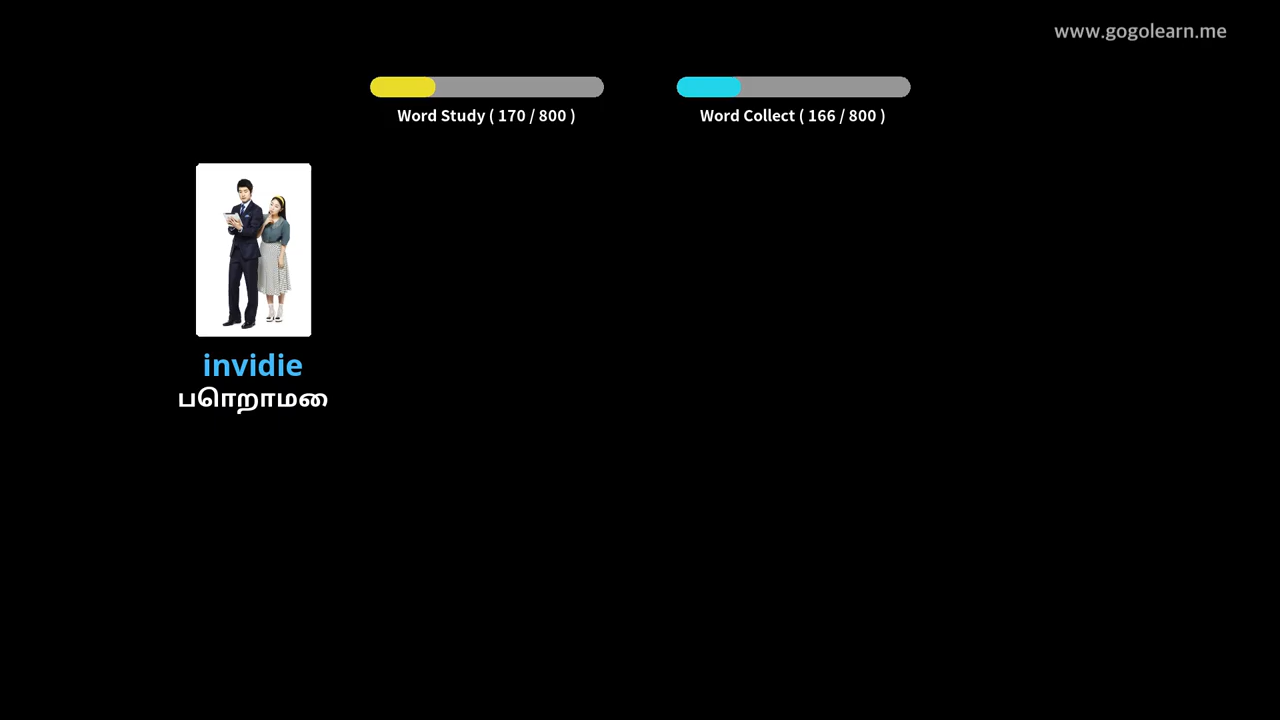 www.gogolearn.me
Word Study ( 170 / 800 )
Word Collect ( 166 / 800 )
invidie
பொறாமை